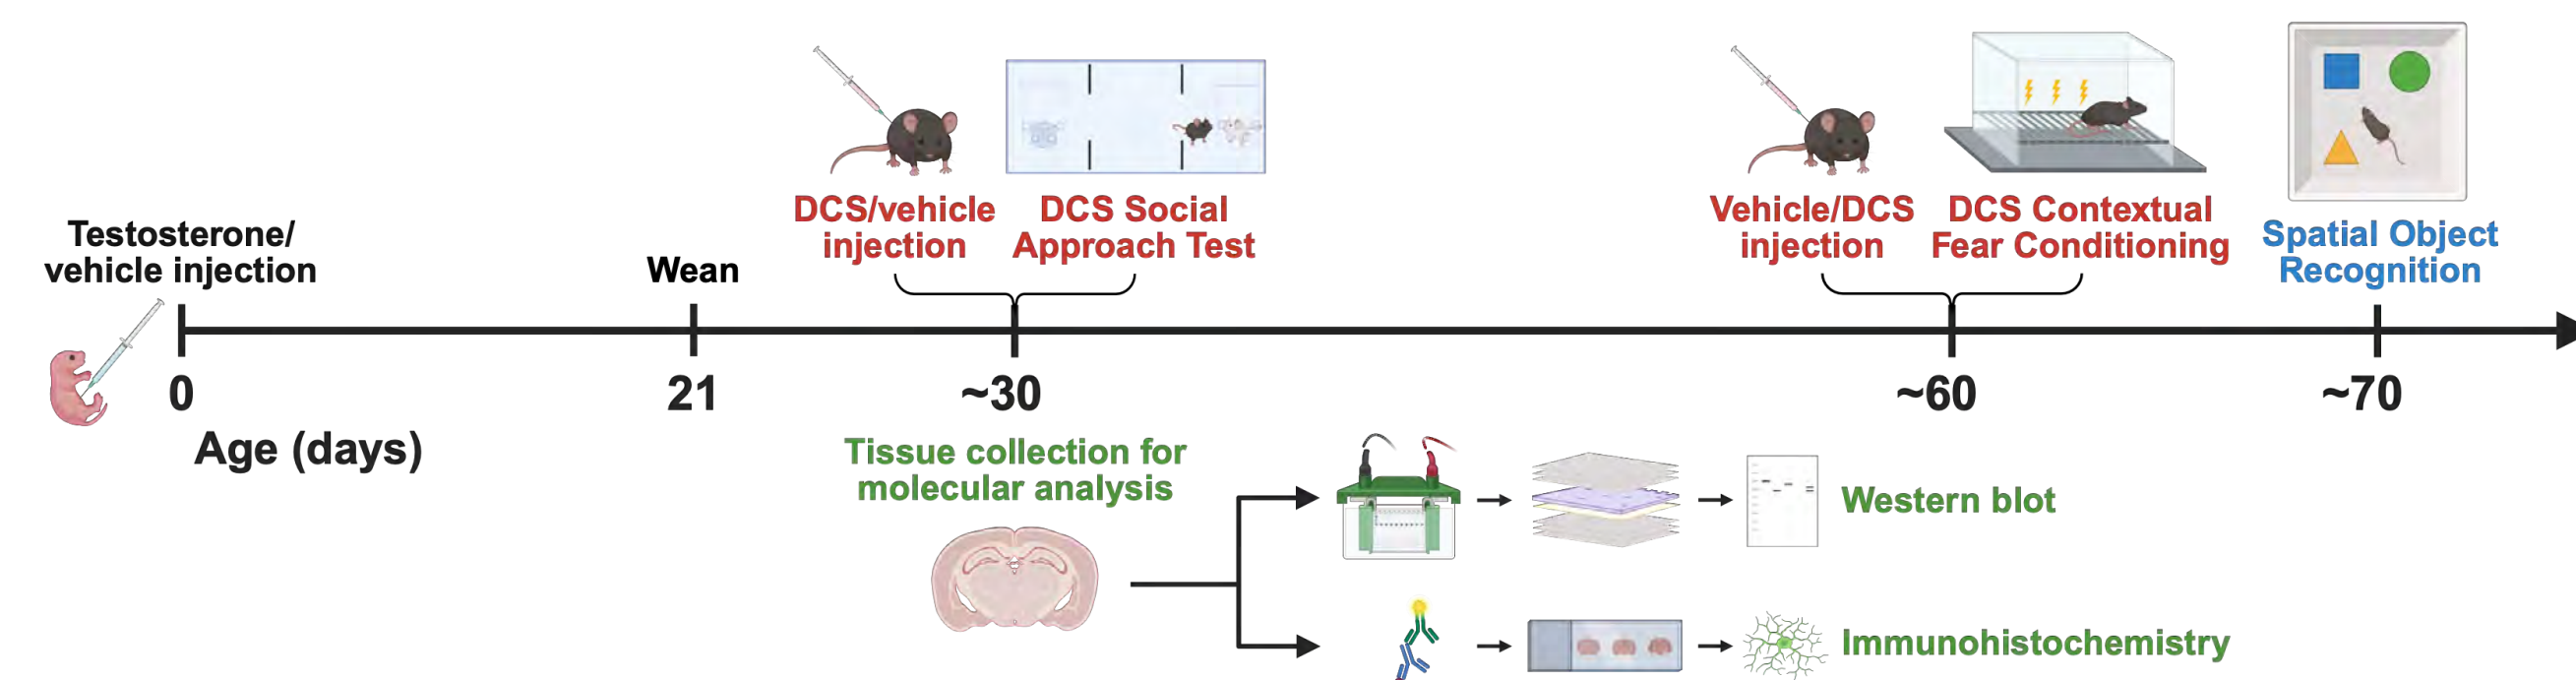 Testosterone/
vehicle injection
Wean
DCS/vehicle
injection
DCS Social
Approach Test
Vehicle/DCS
injection
DCS Contextual
Fear Conditioning
Spatial Object
Recognition
0
21
~30
~60
~70
Age (days)
Tissue collection for
molecular analysis
Western blot
Immunohistochemistry